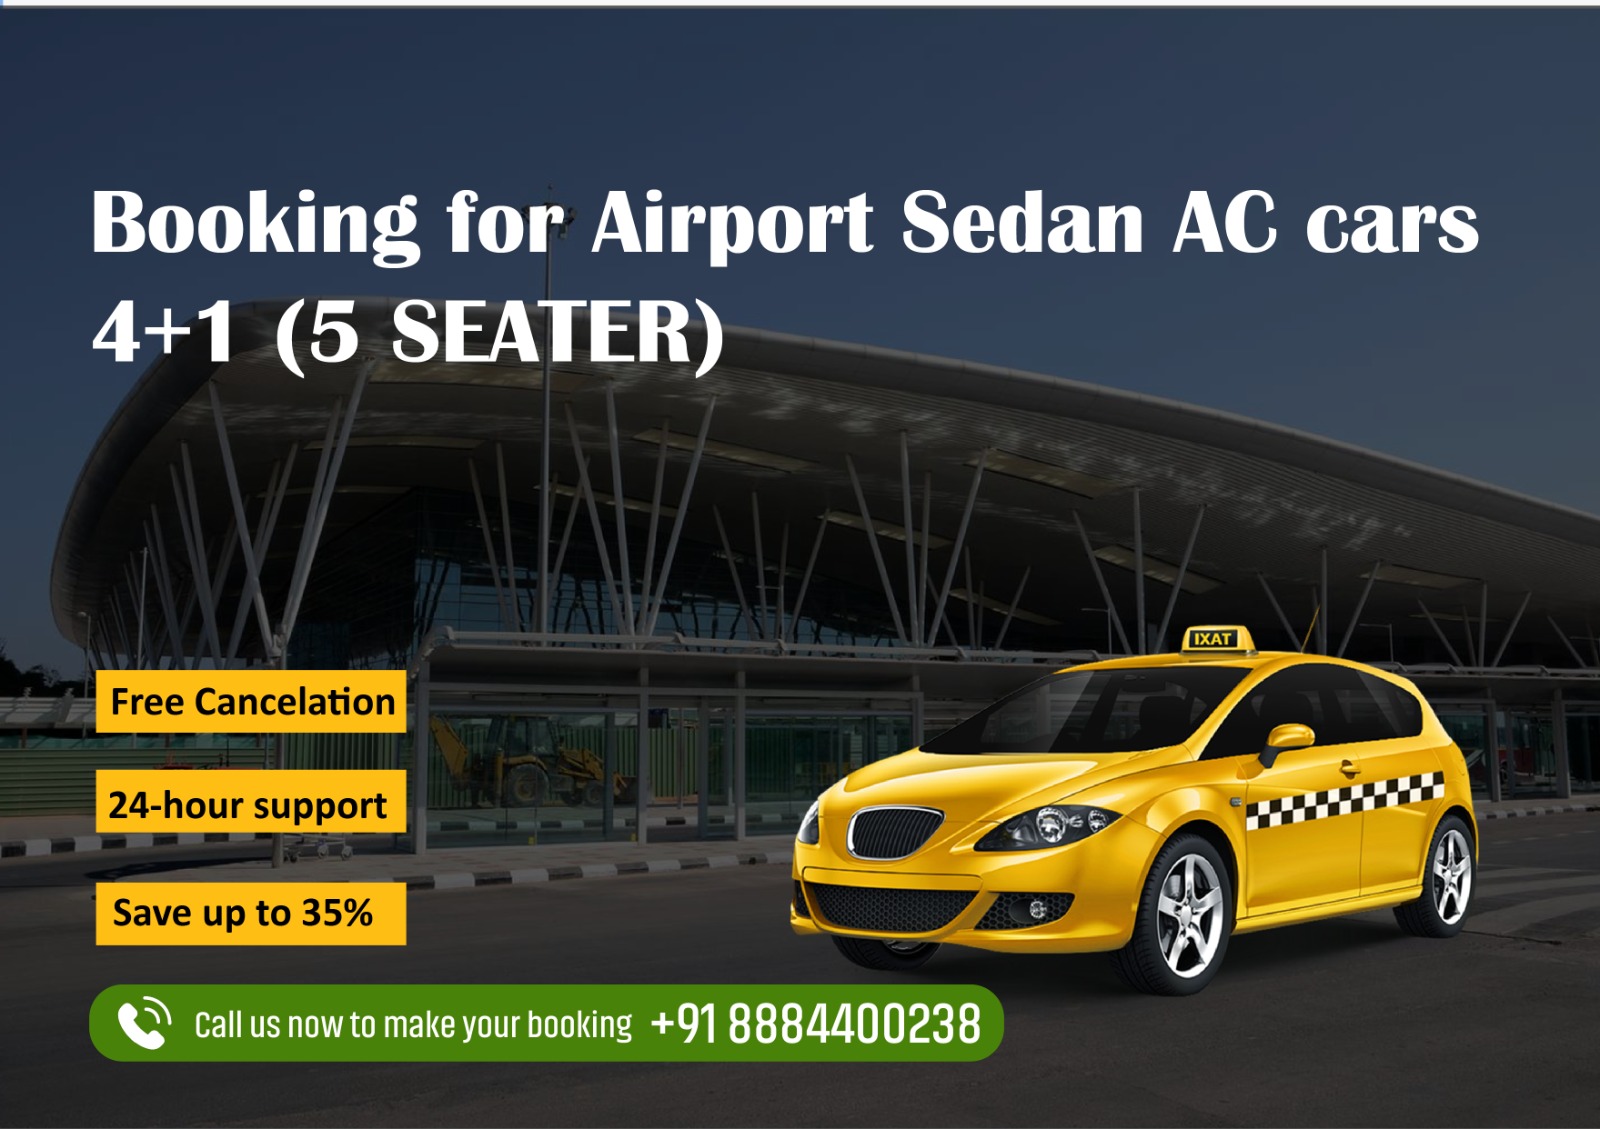 Booking for Airport Sedan AC cars
4+1 (5 SEATER)
IXAT
Free Cancelation
24-hour support
Save up to 35%
Call us now to make your booking +91 8884400238